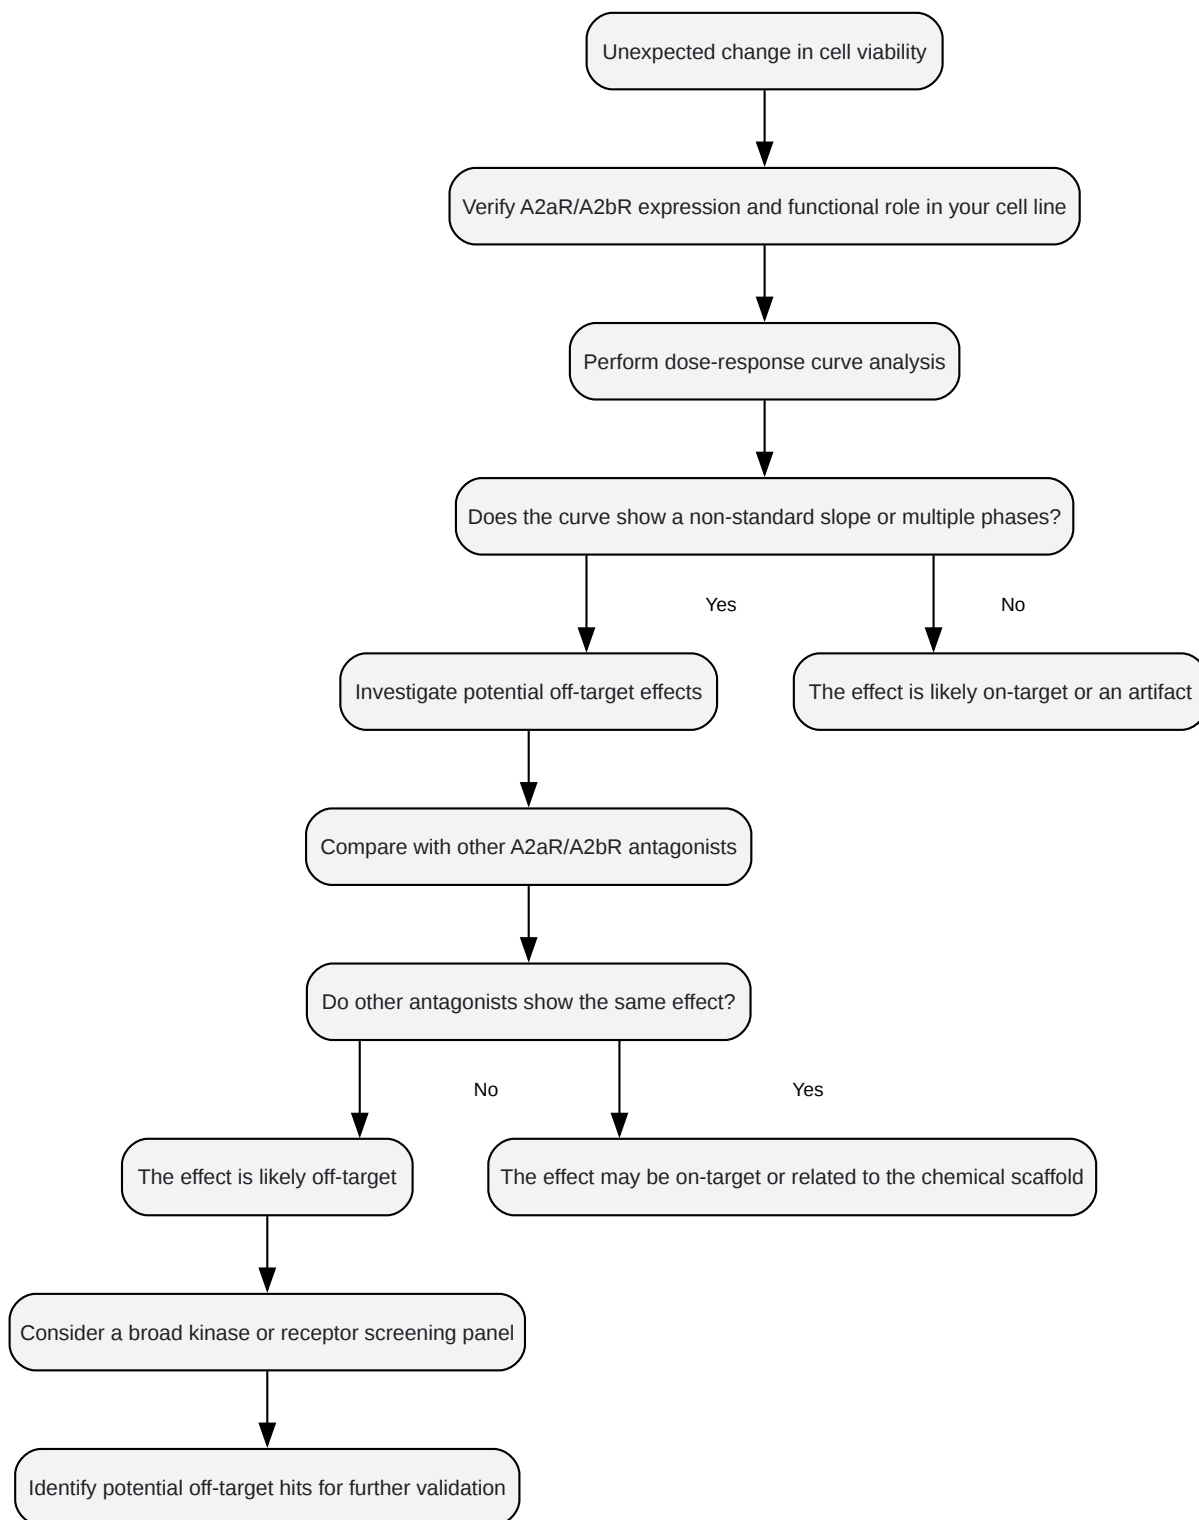 Unexpected change in cell viability
Verify A2aR/A2bR expression and functional role in your cell line
Perform dose-response curve analysis
Does the curve show a non-standard slope or multiple phases?
Yes
No
Investigate potential off-target effects
The effect is likely on-target or an artifact
Compare with other A2aR/A2bR antagonists
Do other antagonists show the same effect?
No
Yes
The effect is likely off-target
The effect may be on-target or related to the chemical scaffold
Consider a broad kinase or receptor screening panel
Identify potential off-target hits for further validation